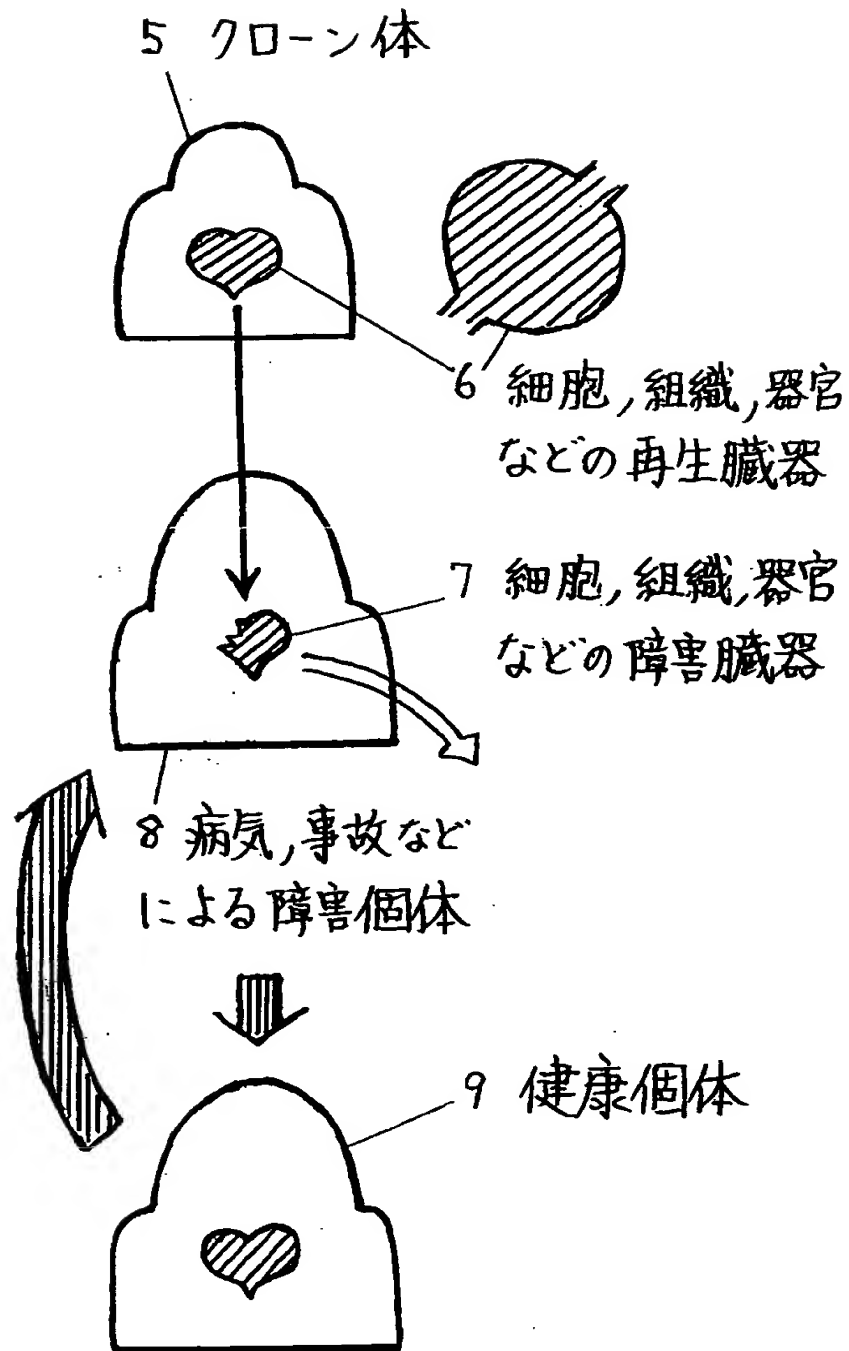 5 クローン体
6 細胞,組織,器官
などの再生臓器
7 細胞,組織,器官
などの障害臓器
8 病気,事故など
による障害個体
9 健康個体